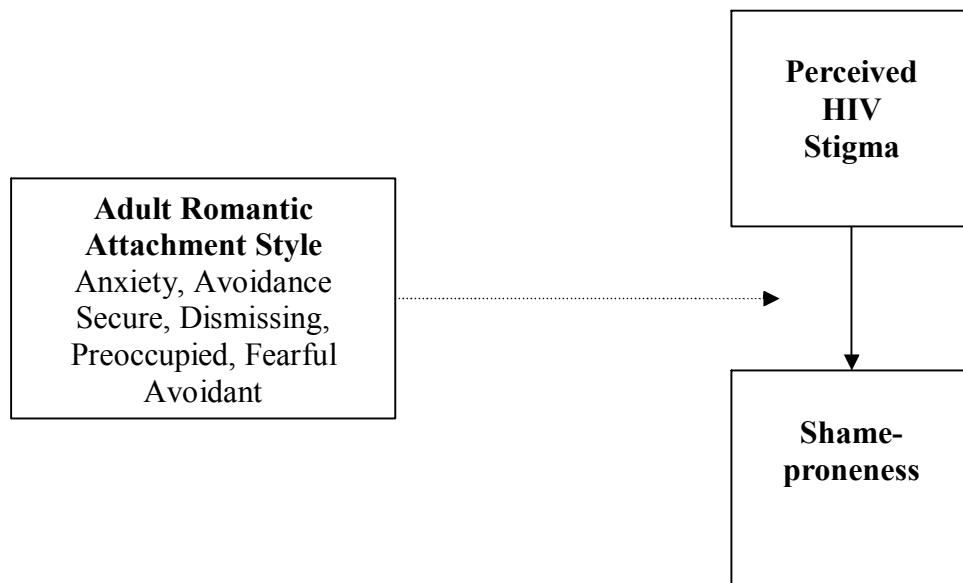 Perceived
HIV
Stigma
Adult Romantic
Attachment Style
Anxiety, Avoidance
Secure, Dismissing,
Preoccupied, Fearful
Avoidant
Shame-
proneness